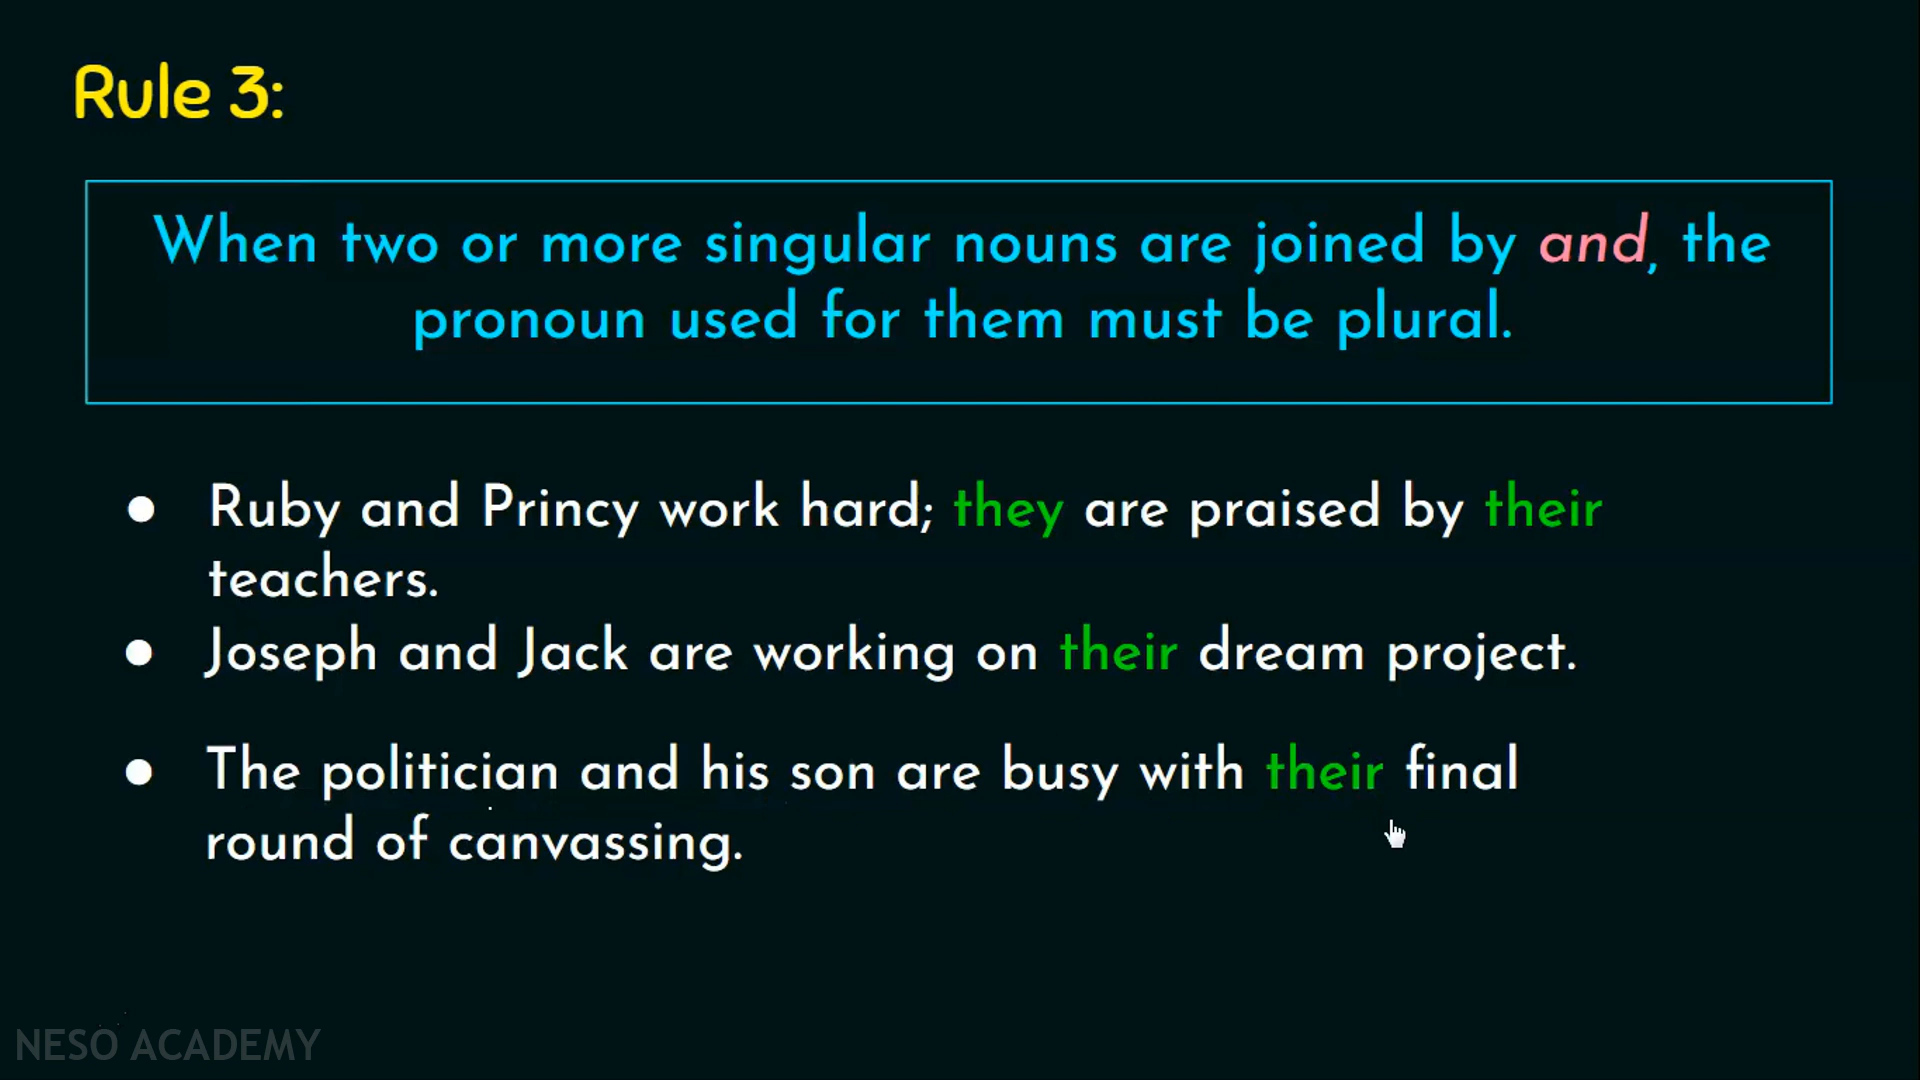 Rule 3:
When two or more singular nouns are joined by and, the
pronoun used for them must be plural.
● Ruby and Princy work hard; they are praised by their
teachers.
● Joseph and Jack are working on their dream project.
● The politician and his son are busy with their final
round of canvassing.
NESO ACADEMY